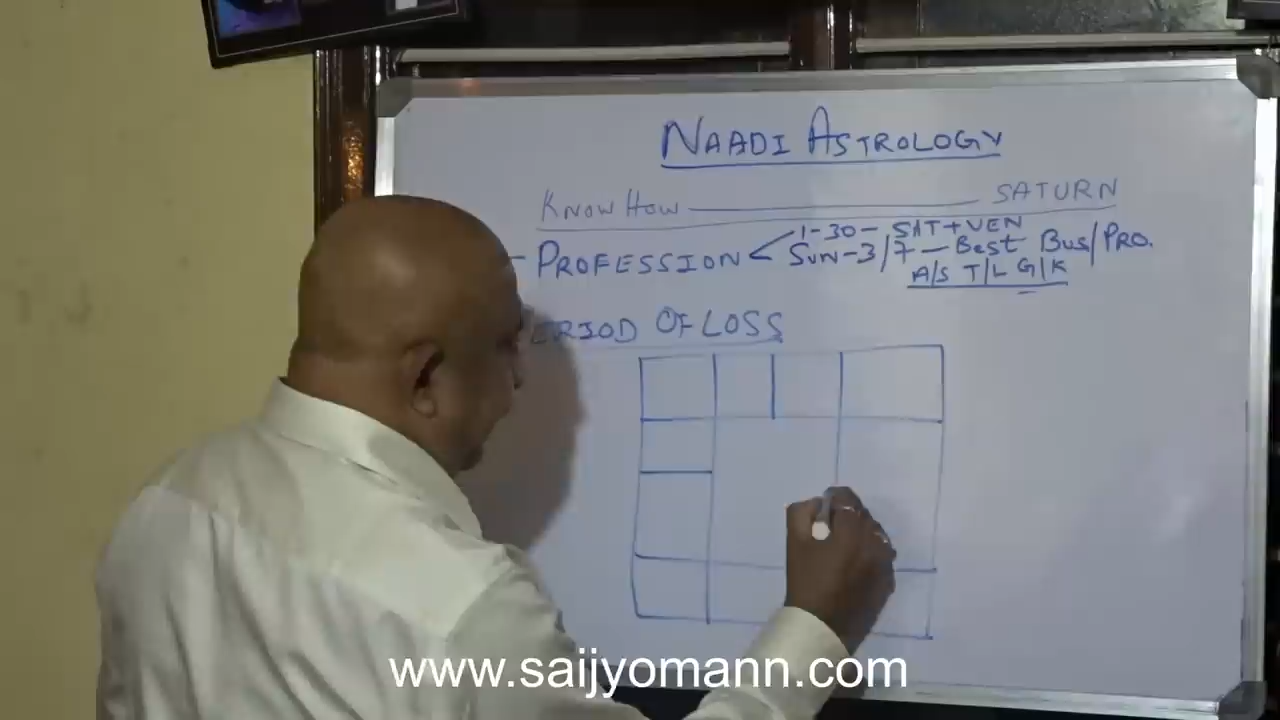 NAADI ASTROLOGY
KNOW HOW ____________ SATURN
- PROFESSION < 1-30- SAT+VEN
SUN-3/7-Best Bus/PRO.
A/S T/L G/K
ERIOD OF LOSS
www.saijyomann.com